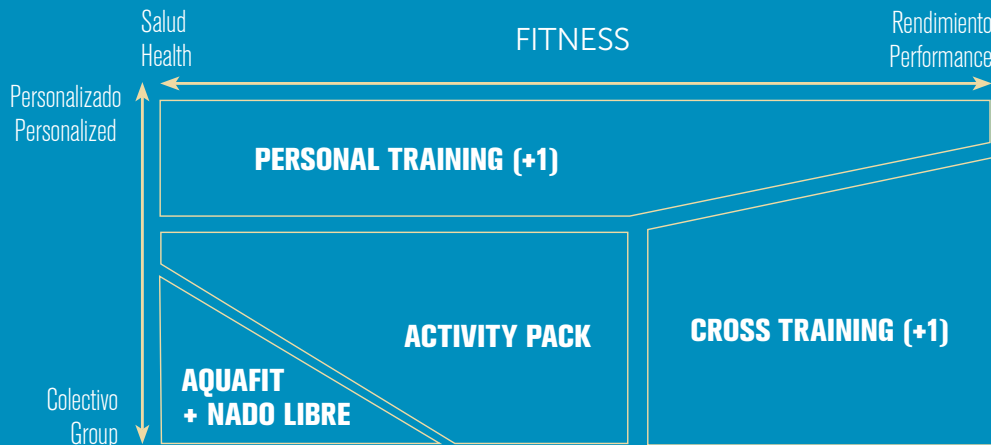 Salud
Health
FITNESS
Rendimiento
Performance
Personalizado
Personalized
PERSONAL TRAINING (+1)
ACTIVITY PACK
CROSS TRAINING (+1)
AQUAFIT
+ NADO LIBRE
Colectivo
Group